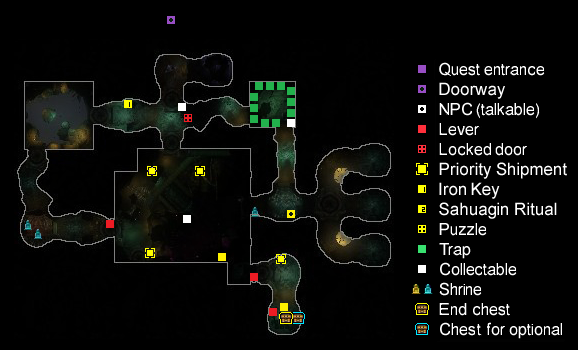 Quest entrance
Doorway
NPC (talkable)
Lever
Locked door
Priority Shipment
Iron Key
Sahuagin Ritual
Puzzle
Trap
Collectable
Shrine
End chest
Chest for optional